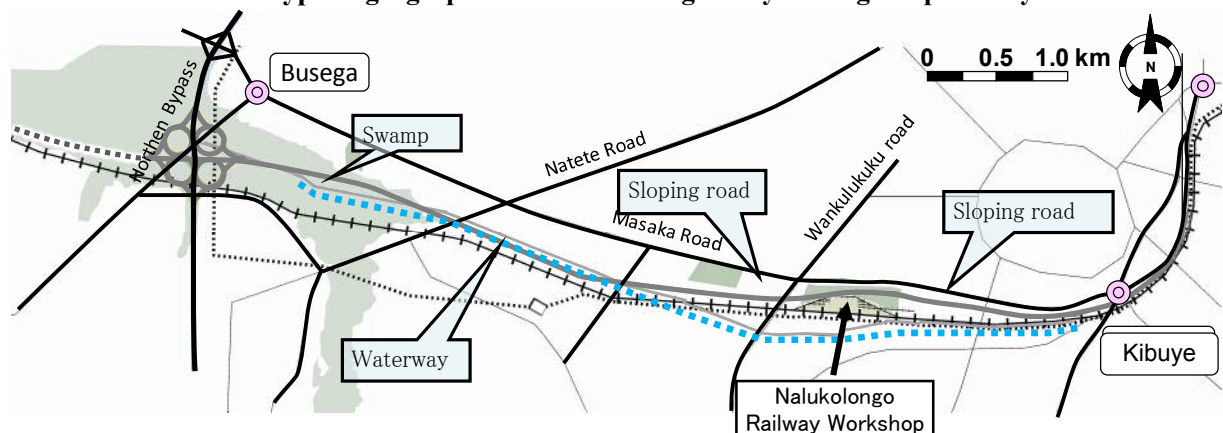 Busega
0 0.5 1.0 km
N
Northen Bypass
Swamp
Natete Road
Sloping road
Wankulukuku road
Masaka Road
Sloping road
Waterway
Kibuye
Nalukolongo
Railway Workshop